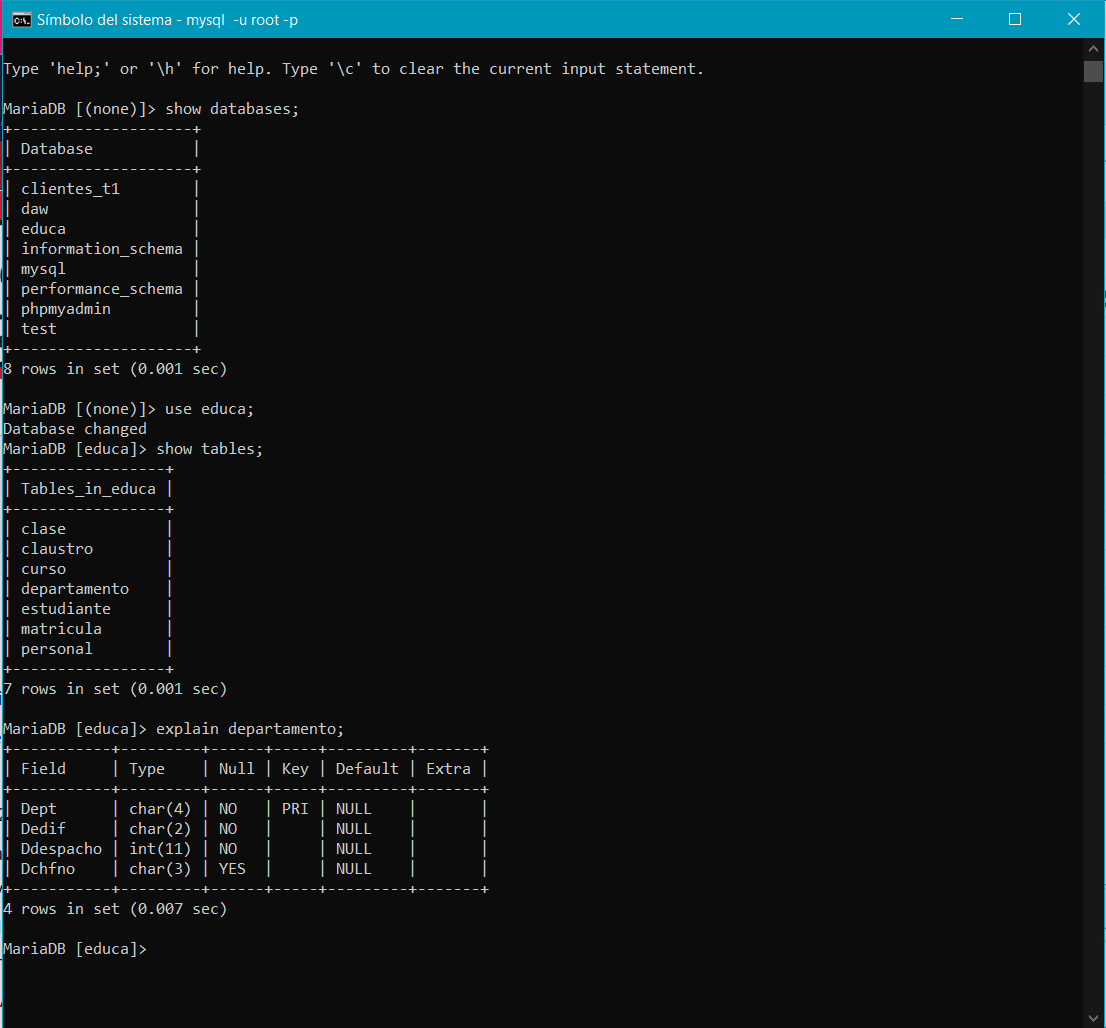 Símbolo del sistema - mysql  -u root -p
Type 'help;' or '\h' for help. Type '\c' to clear the current input statement.
MariaDB [(none)]> show databases;
+--------------------+
| Database           |
+--------------------+
| clientes_t1        |
| daw                |
| educa              |
| information_schema |
| mysql              |
| performance_schema |
| phpmyadmin         |
| test               |
+--------------------+
8 rows in set (0.001 sec)
MariaDB [(none)]> use educa;
Database changed
MariaDB [educa]> show tables;
+-----------------+
| Tables_in_educa |
+-----------------+
| clase           |
| claustro        |
| curso           |
| departamento    |
| estudiante      |
| matricula       |
| personal        |
+-----------------+
7 rows in set (0.001 sec)
MariaDB [educa]> explain departamento;
+-----------+---------+------+-----+---------+-------+
| Field     | Type    | Null | Key | Default | Extra |
+-----------+---------+------+-----+---------+-------+
| Dept      | char(4) | NO   | PRI | NULL    |       |
| Dedif     | char(2) | NO   |     | NULL    |       |
| Ddespacho | int(11) | NO   |     | NULL    |       |
| Dchfno    | char(3) | YES  |     | NULL    |       |
+-----------+---------+------+-----+---------+-------+
4 rows in set (0.007 sec)
MariaDB [educa]>